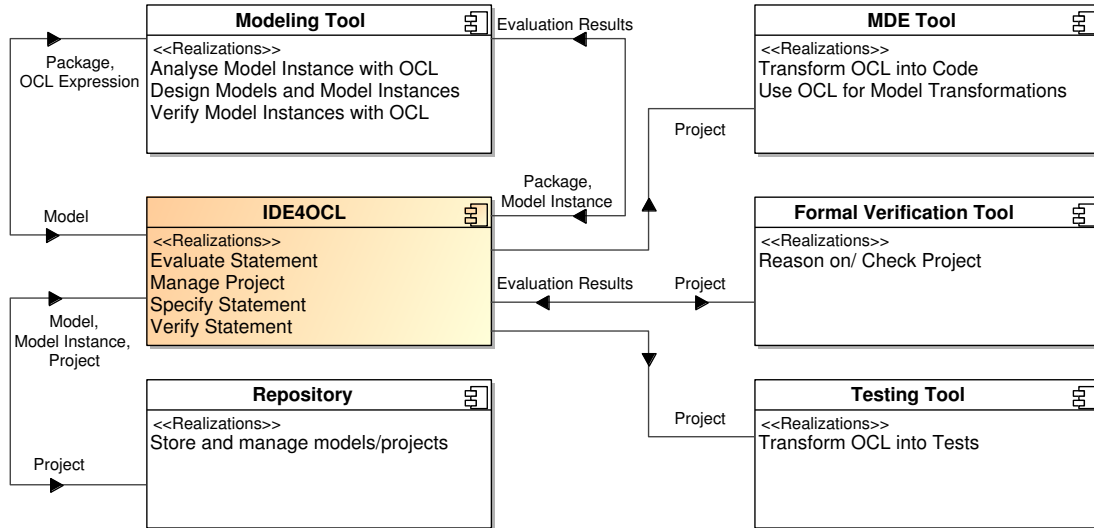 Modeling Tool
<<Realizations>>
Analyse Model Instance with OCL
Design Models and Model Instances
Verify Model Instances with OCL
Package,
OCL Expression
Model
Evaluation Results
Package,
Model Instance
MDE Tool
<<Realizations>>
Transform OCL into Code
Use OCL for Model Transformations
Project
IDE4OCL
<<Realizations>>
Evaluate Statement
Manage Project
Specify Statement
Verify Statement
Evaluation Results
Project
Formal Verification Tool
<<Realizations>>
Reason on/ Check Project
Model,
Model Instance,
Project
Project
Repository
<<Realizations>>
Store and manage models/projects
Project
Testing Tool
<<Realizations>>
Transform OCL into Tests